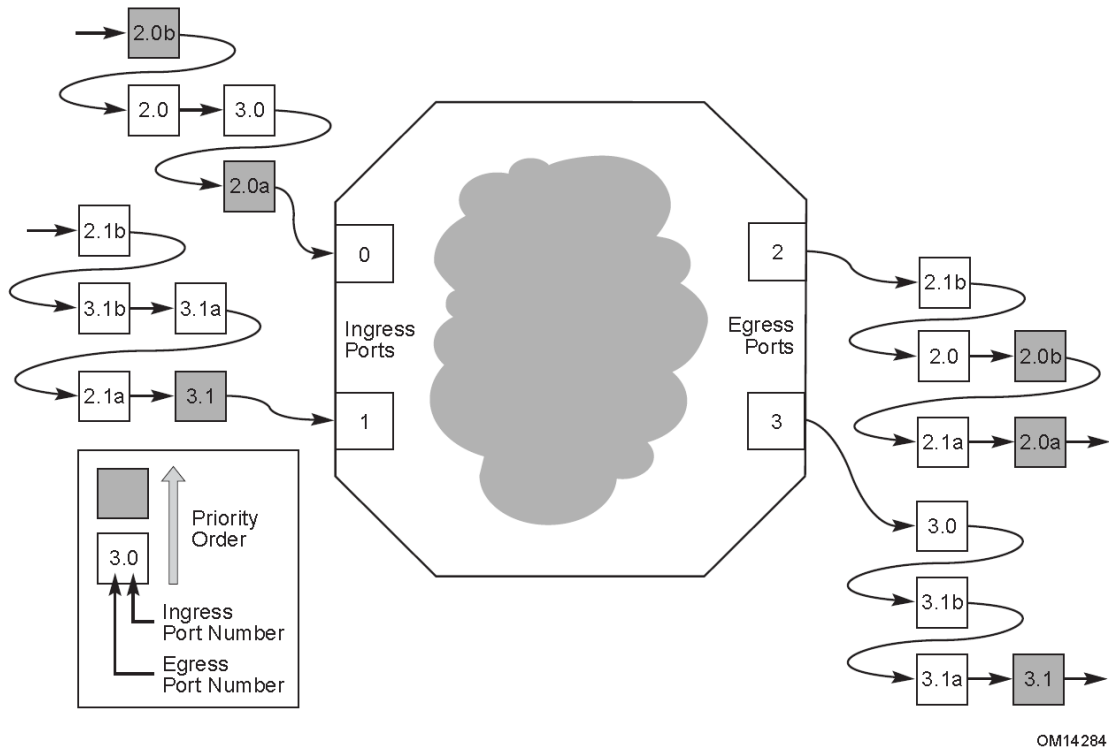 2.0b
2.0 3.0
2.0a
2.1b
3.1b 3.1a
2.1a 3.1
0
Ingress
Ports
1
2
Egress
Ports
3
2.1b
2.0 2.0b
2.1a 2.0a
3.0
3.1b
3.1a 3.1
Priority
Order
3.0
Ingress
Port Number
Egress
Port Number
OM14284